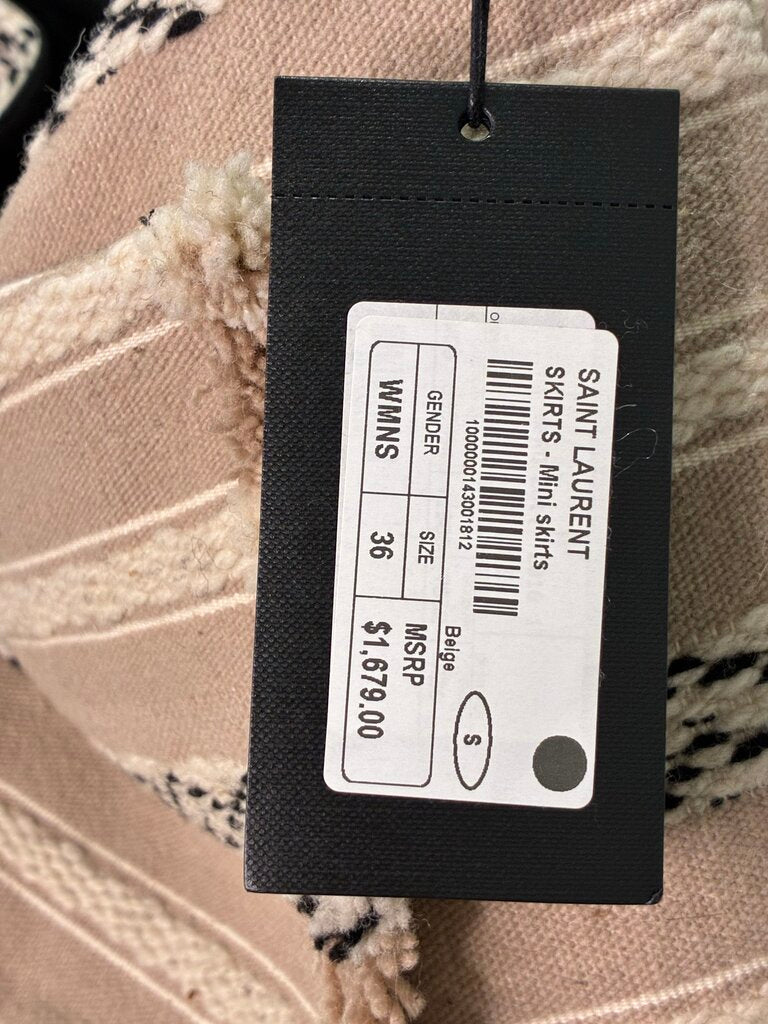 SAINT LAURENT
SKIRTS - Mini skirts
1000000143001812
Beige
S
GENDER
SIZE
MSRP
WMNS
36
$1,679.00